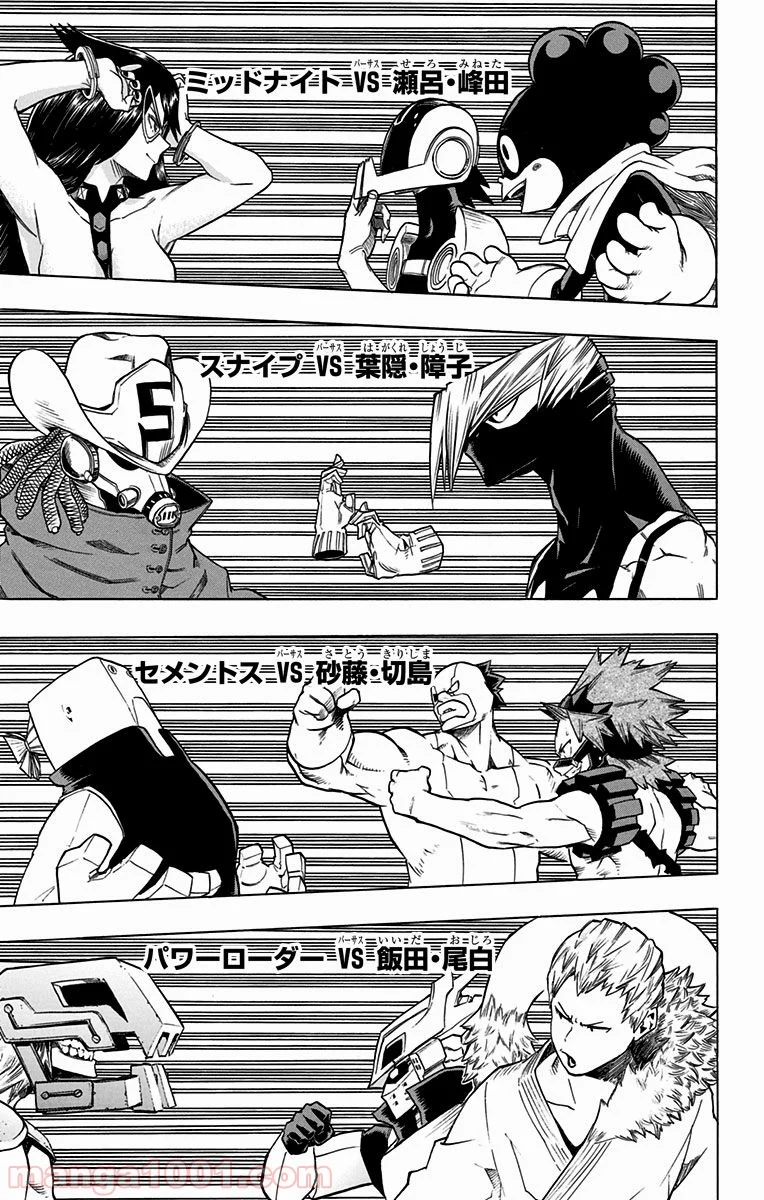 ミッドナイト VS 瀬呂・峰田
バーサス せろ みねた
スナイプ VS 葉隠・障子
バーサス はがくれ しょうじ
S
セメントス VS 砂藤・切島
バーサス さとう きりしま
パワーローダー VS 飯田・尾白
バーサス いいだ おじろ
manga1001.com